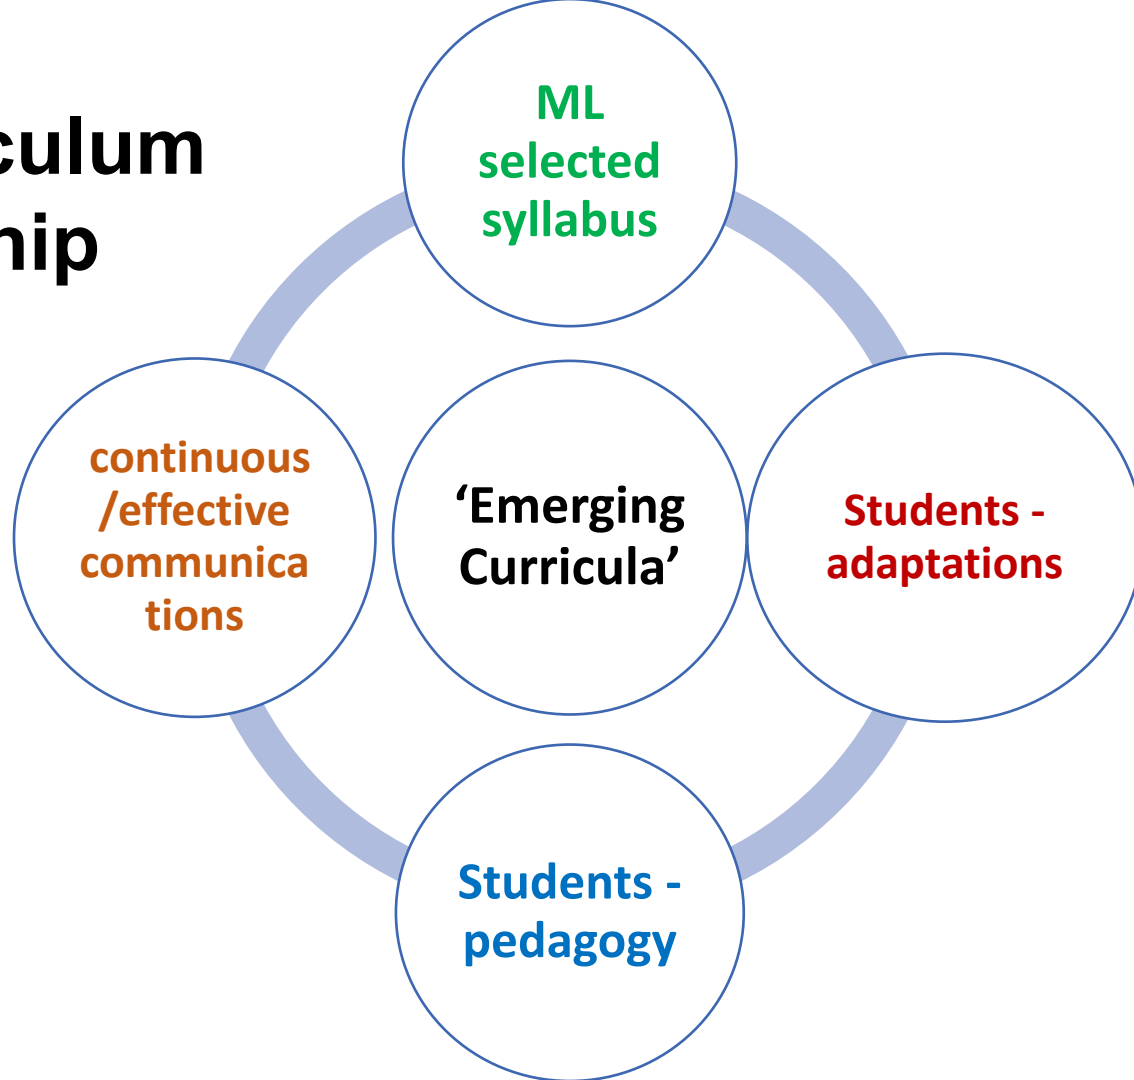 culum
hip
ML
selected
syllabus
continuous
/effective
communica
tions
‘Emerging
Curricula’
Students -
adaptations
Students -
pedagogy